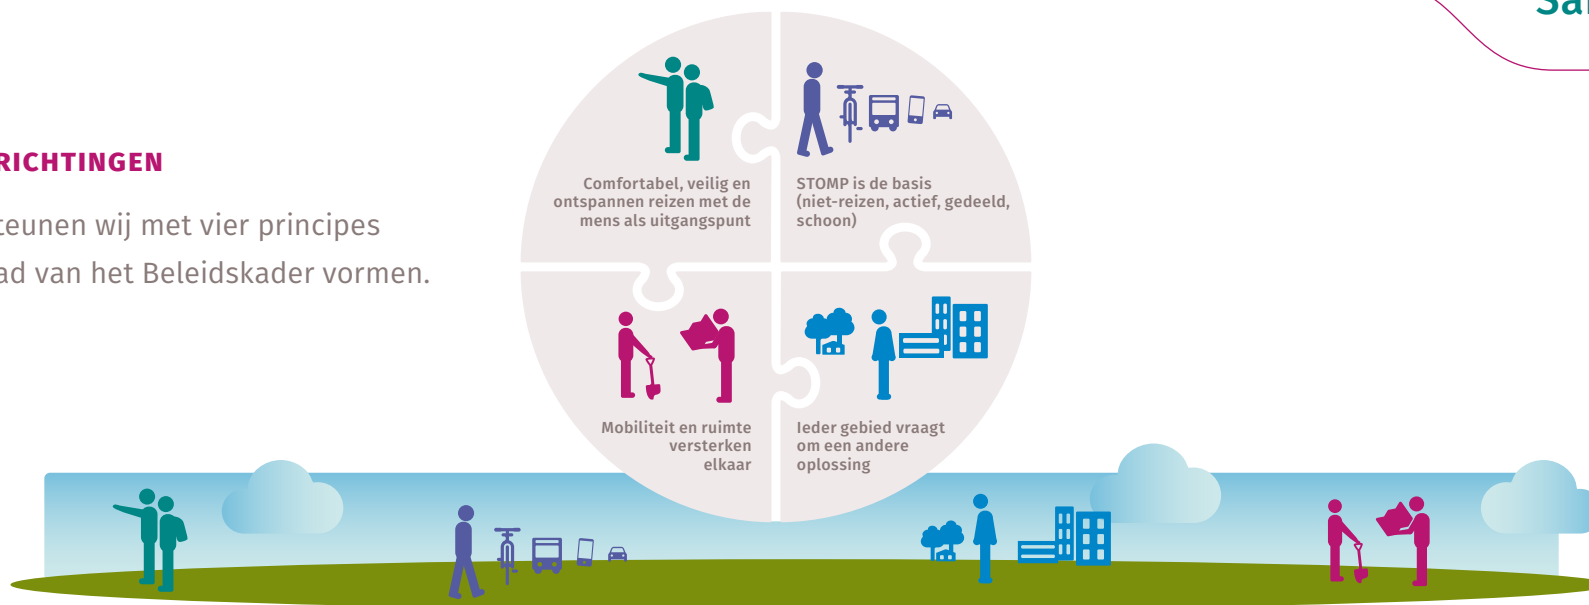 RICHTINGEN
teunen wij met vier principes
ad van het Beleidskader vormen.
Comfortabel, veilig en
ontspannen reizen met de
mens als uitgangspunt
STOMP is de basis
(niet-reizen, actief, gedeeld,
schoon)
Mobiliteit en ruimte
versterken
elkaar
Ieder gebied vraagt
om een andere
oplossing